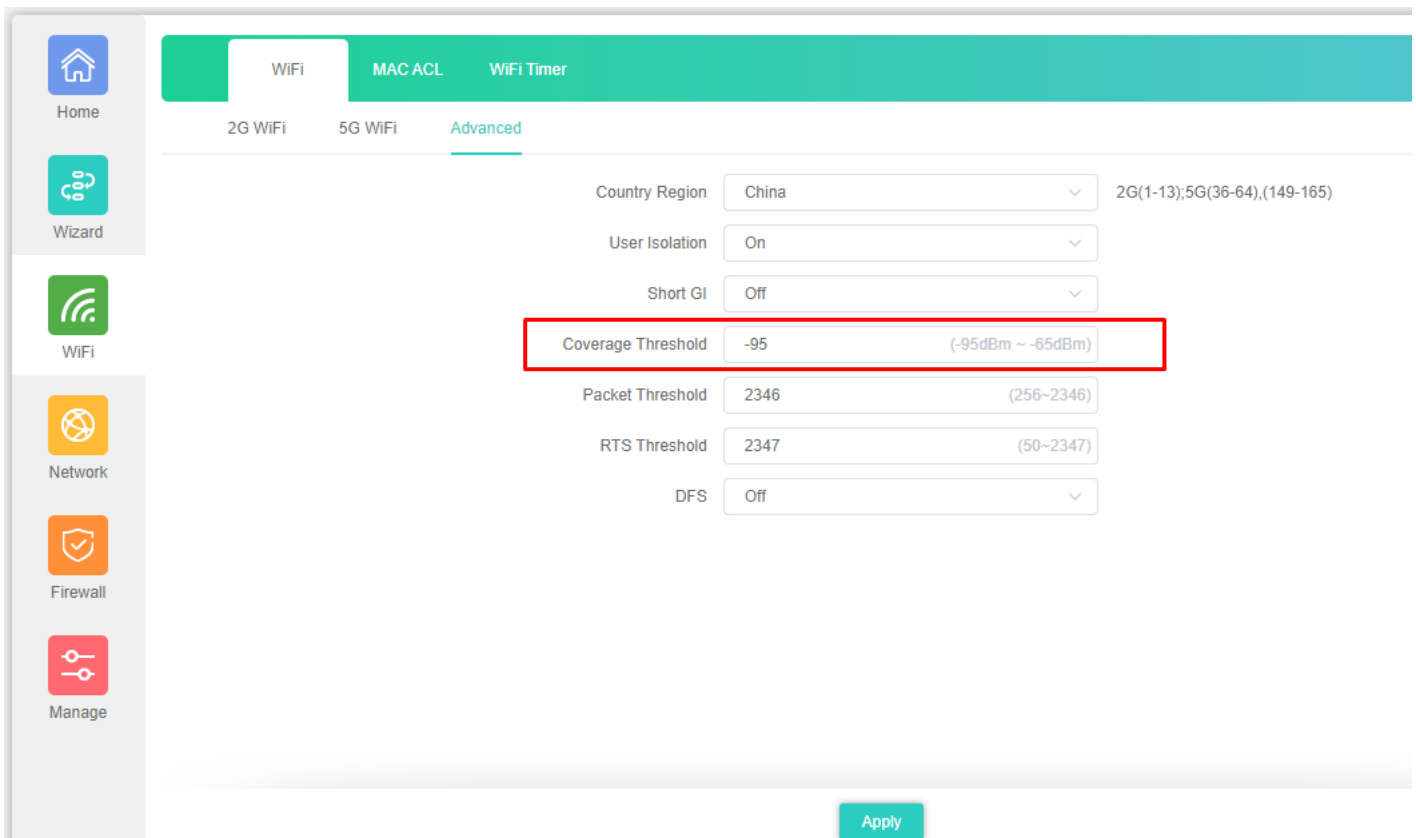 Home
Wizard
WiFi
Network
Firewall
Manage
WiFi MAC ACL WiFi Timer
2G WiFi 5G WiFi Advanced
Country Region China 2G(1-13);5G(36-64),(149-165)
User Isolation On
Short GI Off
Coverage Threshold -95 (-95dBm ~ -65dBm)
Packet Threshold 2346 (256~2346)
RTS Threshold 2347 (50~2347)
DFS Off
Apply